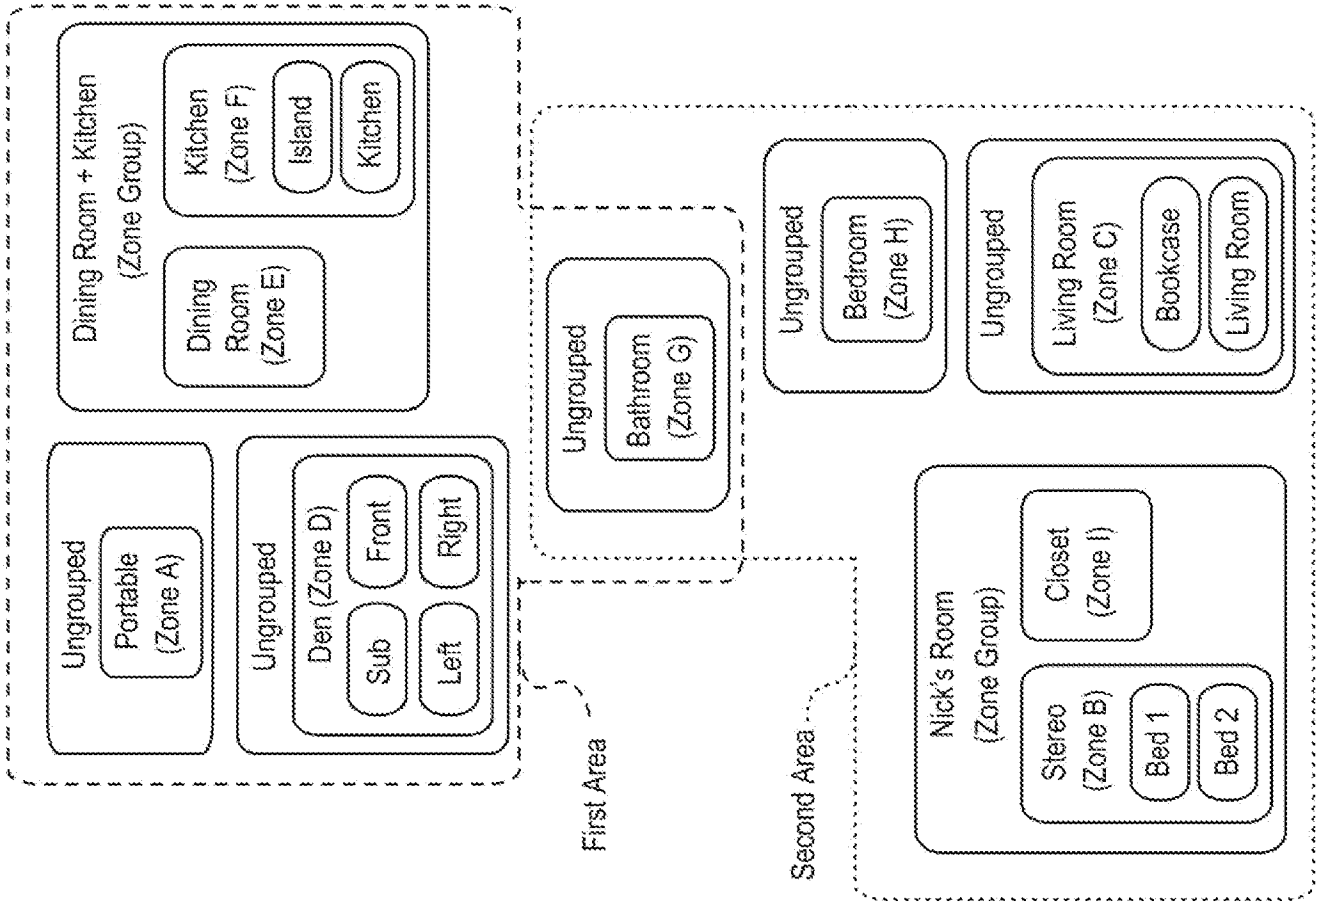 Ungrouped
Portable
(Zone A)
Ungrouped
Den (Zone D)
Sub
Front
Left
Right
Dining Room + Kitchen
(Zone Group)
Dining
Room
(Zone E)
Kitchen
(Zone F)
Island
Kitchen
First Area
Ungrouped
Bathroom
(Zone G)
Second Area
Ungrouped
Bedroom
(Zone H)
Nick's Room
(Zone Group)
Stereo
(Zone B)
Bed 1
Bed 2
Closet
(Zone I)
Ungrouped
Living Room
(Zone C)
Bookcase
Living Room